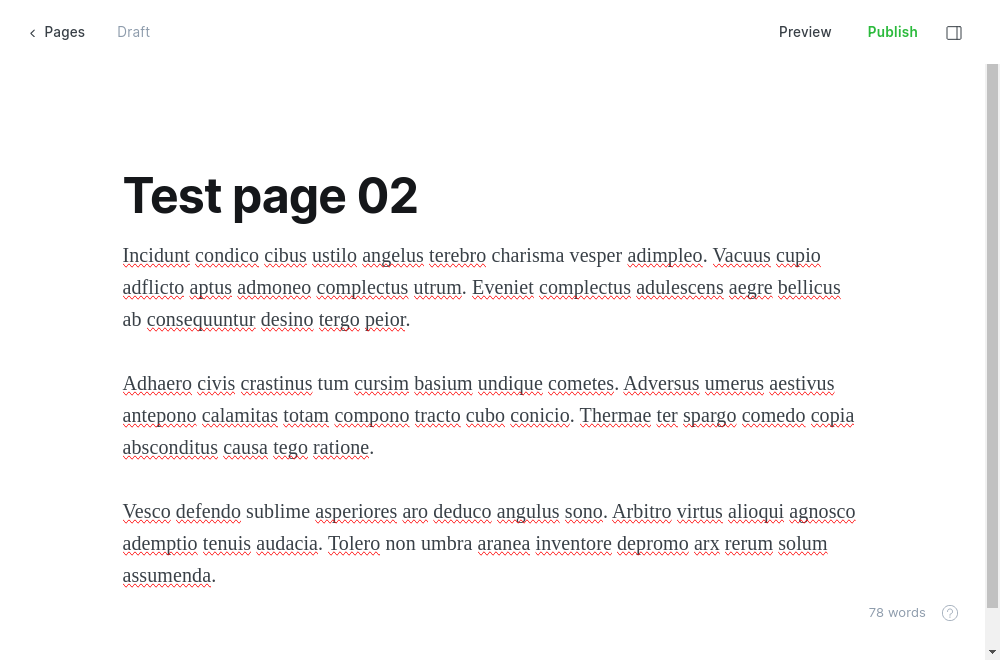 Pages Draft Preview Publish
Test page 02
Incidunt condico cibus ustilo angelus terebro charisma vesper adimpleo. Vacuus cupio
adflicto aptus admoneo complectus utrum. Eveniet complectus adulescens aegre bellicus
ab consequuntur desino tergo peior.
Adhaero civis crastinus tum cursim basium undique cometes. Adversus umerus aestivus
antepono calamitas totam compono tracto cubo conicio. Thermae ter spargo comedo copia
absconditus causa tego ratione.
Vesco defendo sublime asperiores aro deduco angulus sono. Arbitro virtus alioqui agnosco
ademptio tenuis audacia. Tolero non umbra aranea inventore depromo arx rerum solum
assumenda.
78 words ?